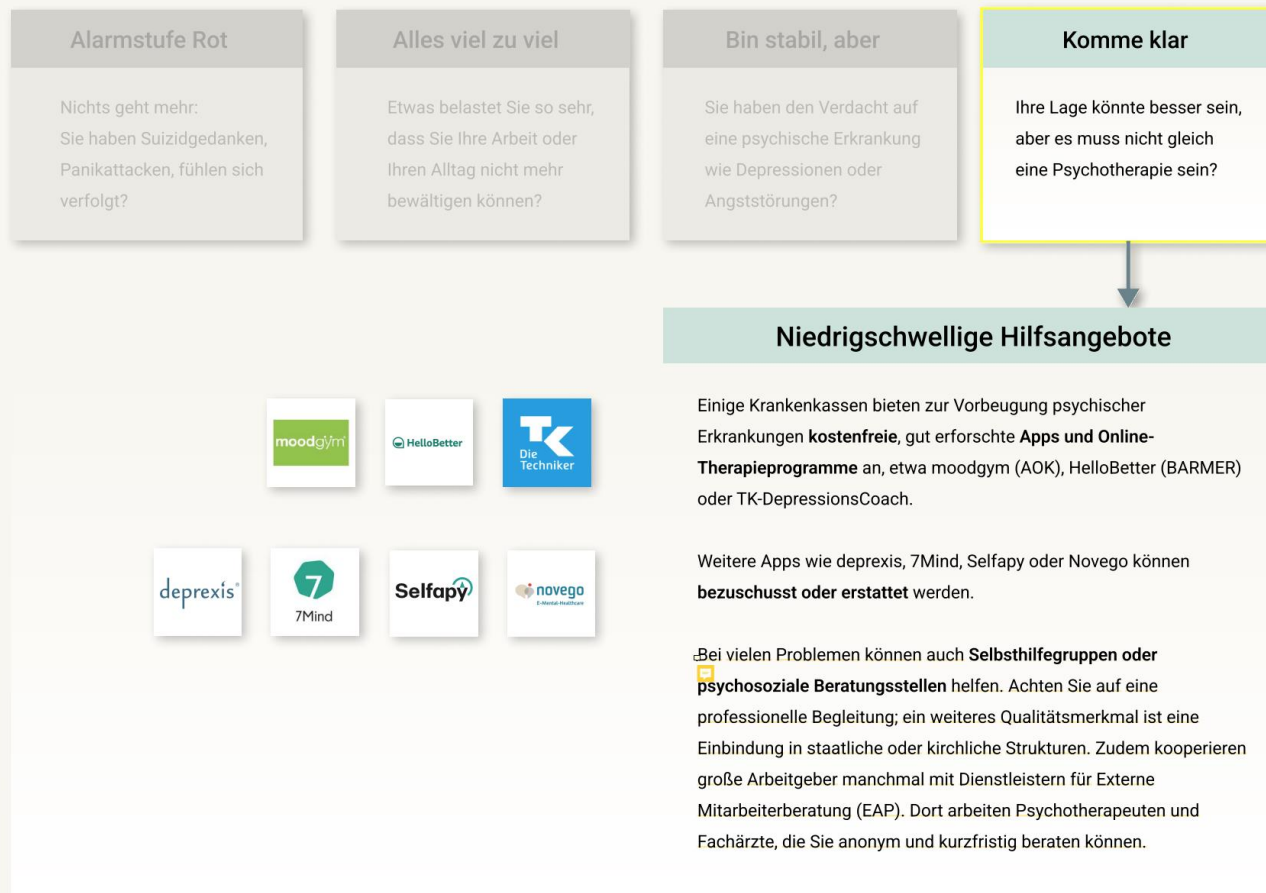 Alarmstufe Rot
Nichts geht mehr:
Sie haben Suizidgedanken,
Panikattacken, fühlen sich
verfolgt?
Alles viel zu viel
Etwas belastet Sie so sehr,
dass Sie Ihre Arbeit oder
Ihren Alltag nicht mehr
bewältigen können?
Bin stabil, aber
Sie haben den Verdacht auf
eine psychische Erkrankung
wie Depressionen oder
Angststörungen?
Komme klar
Ihre Lage könnte besser sein,
aber es muss nicht gleich
eine Psychotherapie sein?
Niedrigschwellige Hilfsangebote
moodgym
HelloBetter
TK
Die
Techniker
deprexis®
7
7Mind
Selfapy
novego
E-Mental-Healthcare
Einige Krankenkassen bieten zur Vorbeugung psychischer
Erkrankungen kostenfreie, gut erforschte Apps und Online-
Therapieprogramme an, etwa moodgym (AOK), HelloBetter (BARMER)
oder TK-DepressionsCoach.
Weitere Apps wie deprexis, 7Mind, Selfapy oder Novego können
bezuschusst oder erstattet werden.
Bei vielen Problemen können auch Selbsthilfegruppen oder
psychosoziale Beratungsstellen helfen. Achten Sie auf eine
professionelle Begleitung; ein weiteres Qualitätsmerkmal ist eine
Einbindung in staatliche oder kirchliche Strukturen. Zudem kooperieren
große Arbeitgeber manchmal mit Dienstleistern für Externe
Mitarbeiterberatung (EAP). Dort arbeiten Psychotherapeuten und
Fachärzte, die Sie anonym und kurzfristig beraten können.